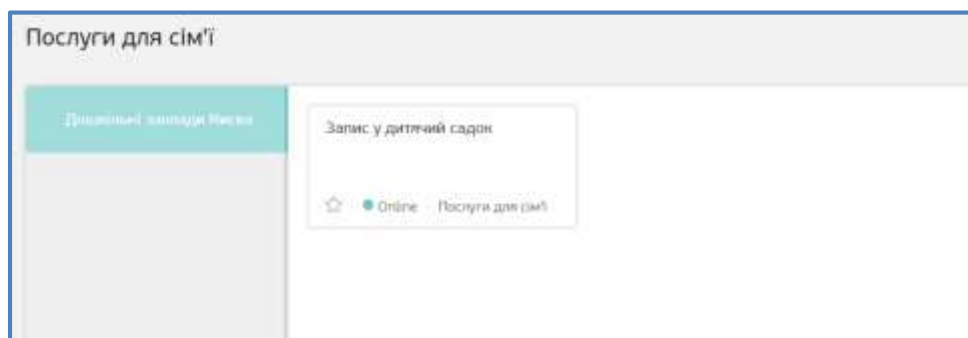 Послуги для сім'ї
Дошкільні заклади Києва
Запис у дитячий садок
Online Послуги для сім'ї